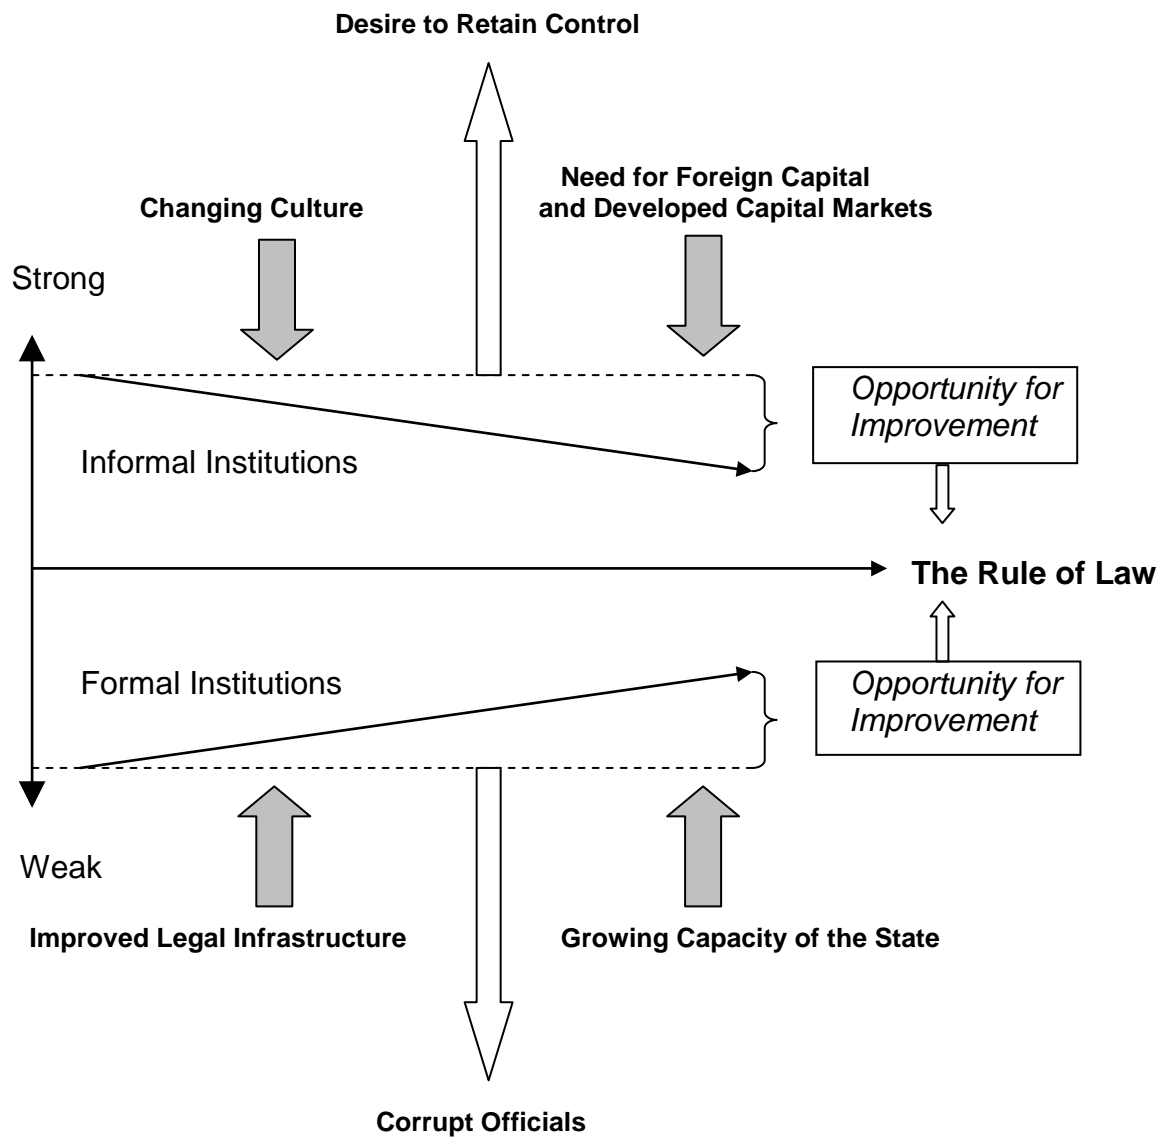 Desire to Retain Control
Need for Foreign Capital
and Developed Capital Markets
Changing Culture
Strong
Opportunity for
Improvement
Informal Institutions
The Rule of Law
Formal Institutions
Opportunity for
Improvement
Weak
Improved Legal Infrastructure
Growing Capacity of the State
Corrupt Officials